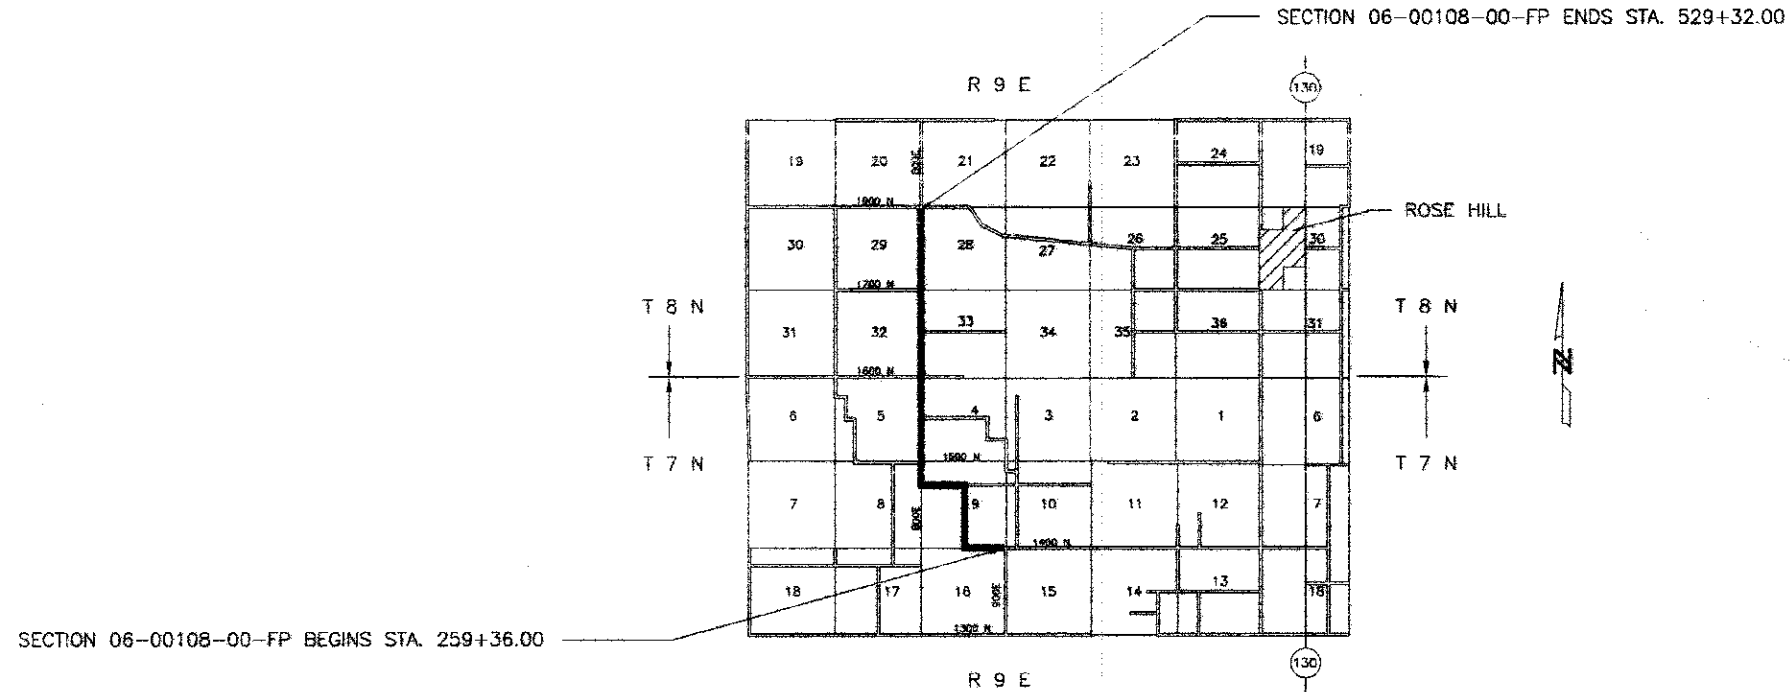 SECTION 06-00108-00-FP ENDS STA. 529+32.00
R 9 E
130
19 20 800E 21 22 23 24 19
1800 N
ROSE HILL
30 29 28 27 26 25 30
1700 N
T 8 N T 8 N
31 32 33 34 35 36 31
1600 N
N
6 5 4 3 2 1 6
T 7 N 1500 N T 7 N
7 8 800E 9 10 11 12 7
1400 N
18 17 16 900E 15 14 13 18
1300 N
SECTION 06-00108-00-FP BEGINS STA. 259+36.00
130
R 9 E